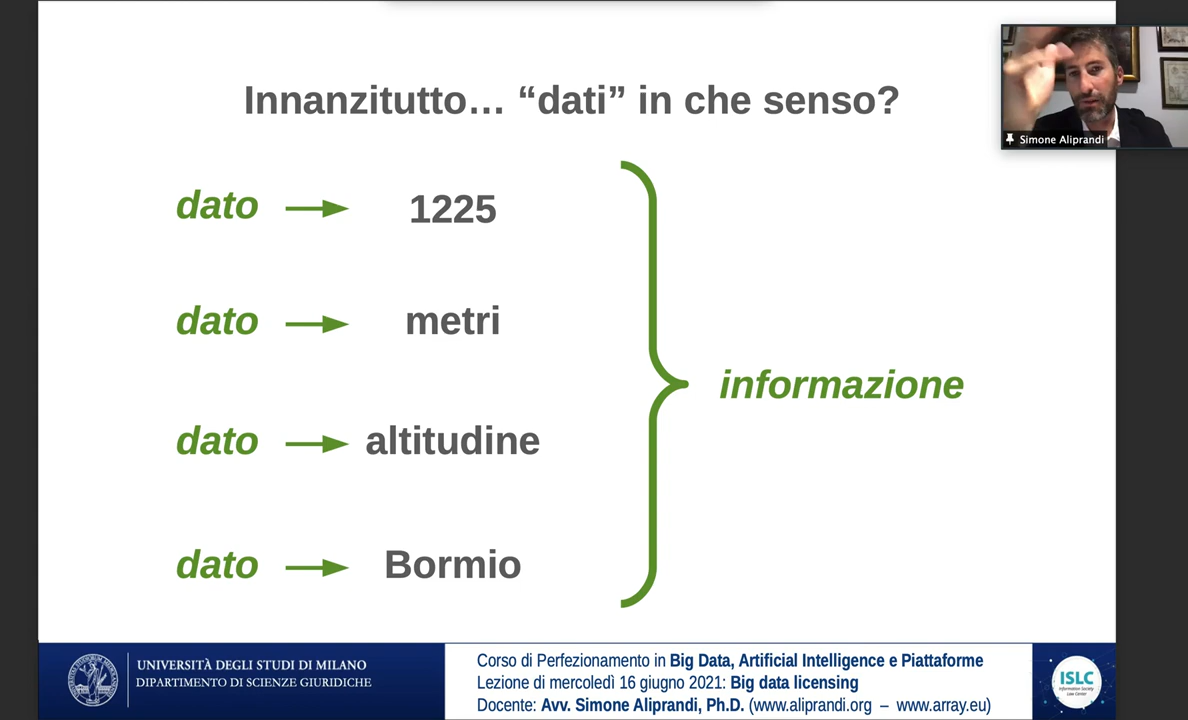 Innanzitutto… “dati” in che senso?
Simone Aliprandi
dato
1225
dato
metri
informazione
dato
altitudine
dato
Bormio
UNIVERSITÀ DEGLI STUDI DI MILANO
DIPARTIMENTO DI SCIENZE GIURIDICHE
Corso di Perfezionamento in Big Data, Artificial Intelligence e Piattaforme
Lezione di mercoledì 16 giugno 2021: Big data licensing
Docente: Avv. Simone Aliprandi, Ph.D. (www.aliprandi.org – www.array.eu)
ISLC
Information Society
Law Center